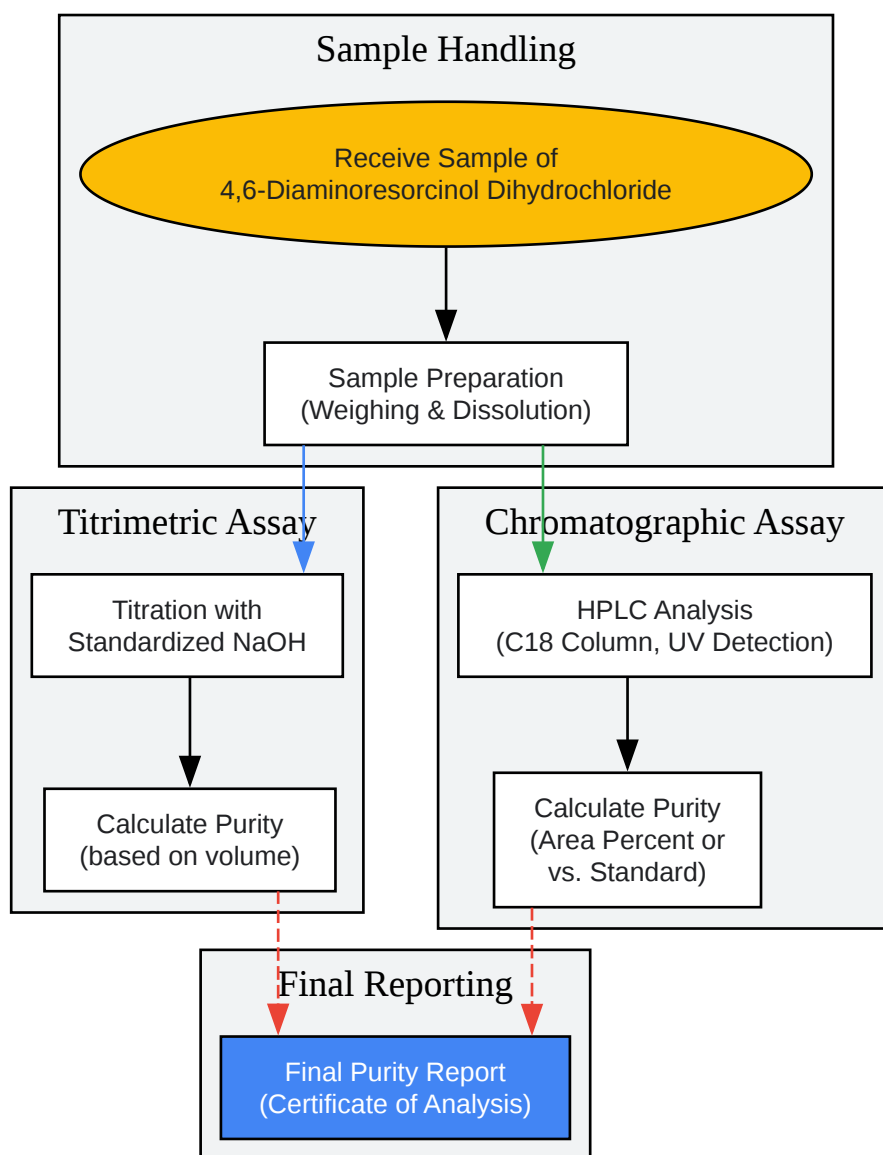 Sample Handling
Receive Sample of
4,6-Diaminoresorcinol Dihydrochloride
Sample Preparation
(Weighing & Dissolution)
Titrimetric Assay
Titration with
Standardized NaOH
Calculate Purity
(based on volume)
Chromatographic Assay
HPLC Analysis
(C18 Column, UV Detection)
Calculate Purity
(Area Percent or
vs. Standard)
Final Reporting
Final Purity Report
(Certificate of Analysis)